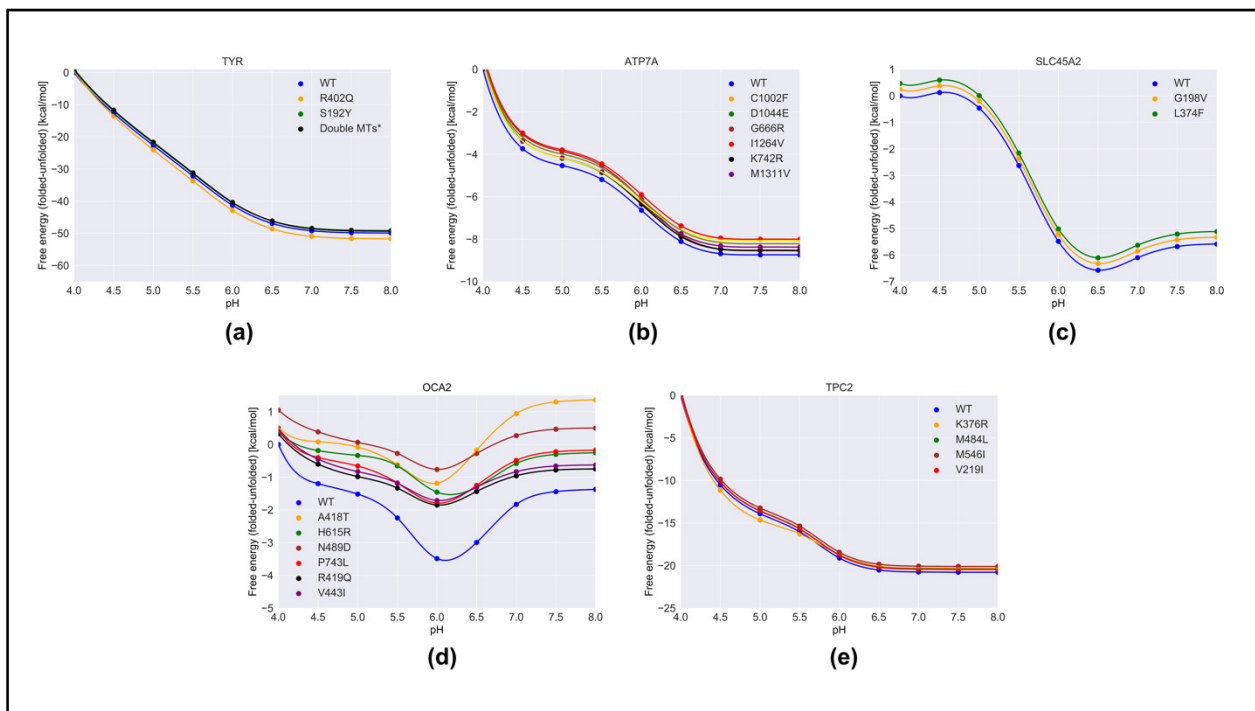 TYR
Free energy (folded-unfolded) [kcal/mol]
0
−10
−20
−30
−40
−50
−60
WT
R402Q
S192Y
Double MTs*
4.0 4.5 5.0 5.5 6.0 6.5 7.0 7.5 8.0
pH
(a)
ATP7A
Free energy (folded-unfolded) [kcal/mol]
0
−2
−4
−6
−8
−10
WT
C1002F
D1044E
G666R
I1264V
K742R
M1311V
4.0 4.5 5.0 5.5 6.0 6.5 7.0 7.5 8.0
pH
(b)
SLC45A2
Free energy (folded-unfolded) [kcal/mol]
1
0
−1
−2
−3
−4
−5
−6
−7
WT
G198V
L374F
4.0 4.5 5.0 5.5 6.0 6.5 7.0 7.5 8.0
pH
(c)
OCA2
Free energy (folded-unfolded) [kcal/mol]
1
0
−1
−2
−3
−4
−5
WT
A418T
H615R
N489D
P743L
R419Q
V443I
4.0 4.5 5.0 5.5 6.0 6.5 7.0 7.5 8.0
pH
(d)
TPC2
Free energy (folded-unfolded) [kcal/mol]
0
−5
−10
−15
−20
−25
WT
K376R
M484L
M546I
V219I
4.0 4.5 5.0 5.5 6.0 6.5 7.0 7.5 8.0
pH
(e)